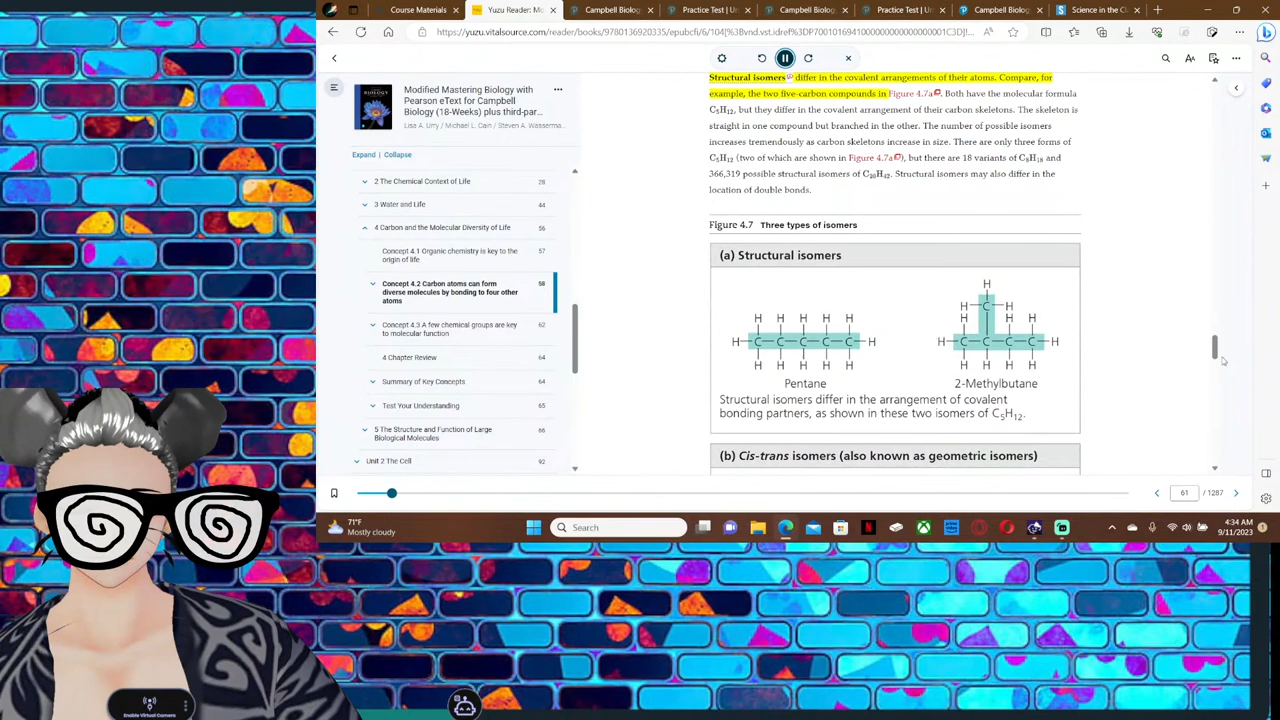 Course Materials
Yuzu Reader: Mo
Campbell Biolog
Practice Test | Un
Campbell Biolog
Practice Test | Un
Campbell Biolog
Science in the Cl
https://yuzu.vitalsource.com/reader/books/9780136920335/epubcfi/6/104[%3Bvnd.vst.idref%3DP70010169410000000000000000001C3D]!...
Modified Mastering Biology with
Pearson eText for Campbell
Biology (18-Weeks) plus third-par...
Lisa A. Urry / Michael L. Cain / Steven A. Wasserma...
Expand | Collapse
2 The Chemical Context of Life 28
3 Water and Life 44
4 Carbon and the Molecular Diversity of Life 56
Concept 4.1 Organic chemistry is key to the 57
origin of life
Concept 4.2 Carbon atoms can form 58
diverse molecules by bonding to four other
atoms
Concept 4.3 A few chemical groups are key 62
to molecular function
4 Chapter Review 64
Summary of Key Concepts 64
Test Your Understanding 65
5 The Structure and Function of Large 66
Biological Molecules
Unit 2 The Cell 92
Structural isomers differ in the covalent arrangements of their atoms. Compare, for
example, the two five-carbon compounds in Figure 4.7a. Both have the molecular formula
C5H12, but they differ in the covalent arrangement of their carbon skeletons. The skeleton is
straight in one compound but branched in the other. The number of possible isomers
increases tremendously as carbon skeletons increase in size. There are only three forms of
C5H12 (two of which are shown in Figure 4.7a), but there are 18 variants of C8H18 and
366,319 possible structural isomers of C20H42. Structural isomers may also differ in the
location of double bonds.
Figure 4.7 Three types of isomers
(a) Structural isomers
H
H C H
H H H H H H H H
H C C C C C H H C C C C H
H H H H H H H H H
Pentane 2-Methylbutane
Structural isomers differ in the arrangement of covalent
bonding partners, as shown in these two isomers of C5H12.
(b) Cis-trans isomers (also known as geometric isomers)
61 / 1287
71°F
Mostly cloudy
Search
4:34 AM
9/11/2023
Enable Virtual Camera